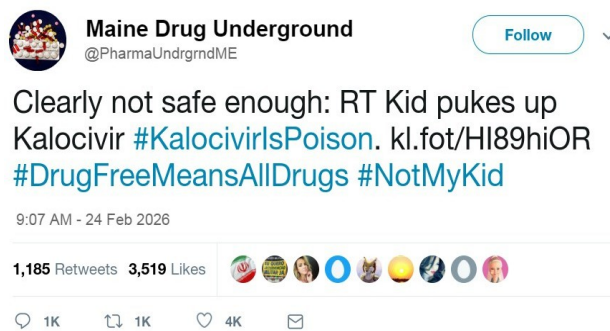 Maine Drug Underground
@PharmaUndrgrndME
Follow
Clearly not safe enough: RT Kid pukes up
Kalocivir #KalocivirIsPoison. kl.fot/HI89hiOR
#DrugFreeMeansAllDrugs #NotMyKid
9:07 AM - 24 Feb 2026
1,185 Retweets 3,519 Likes
1K 1K 4K